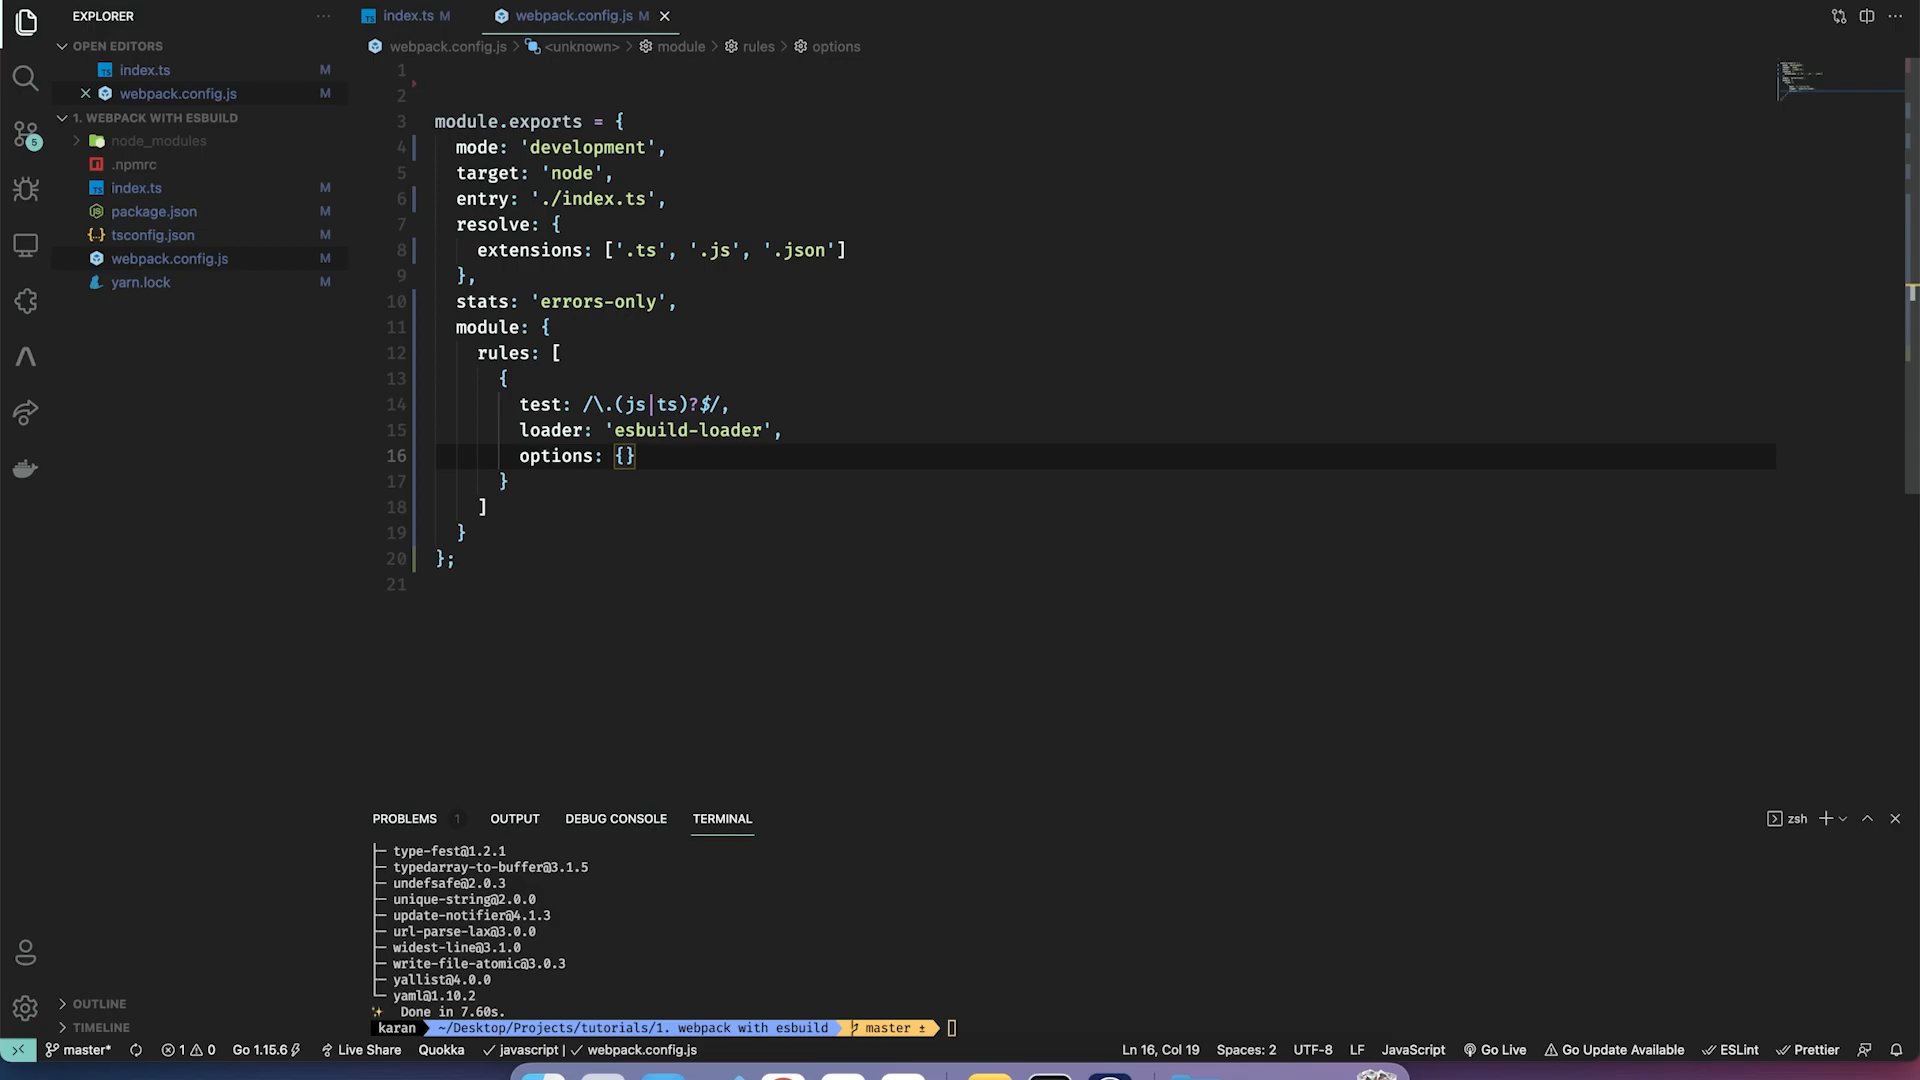 EXPLORER
OPEN EDITORS
index.ts M
webpack.config.js M
1. WEBPACK WITH ESBUILD
node_modules
.npmrc
index.ts M
package.json M
tsconfig.json M
webpack.config.js M
yarn.lock M
5
OUTLINE
TIMELINE
index.ts M
webpack.config.js M
webpack.config.js > <unknown> > module > rules > options
1
2
3 module.exports = {
4 mode: 'development',
5 target: 'node',
6 entry: './index.ts',
7 resolve: {
8 extensions: ['.ts', '.js', '.json']
9 },
10 stats: 'errors-only',
11 module: {
12 rules: [
13 {
14 test: /\.(js|ts)?$/,
15 loader: 'esbuild-loader',
16 options: {}
17 }
18 ]
19 }
20 };
21
PROBLEMS 1 OUTPUT DEBUG CONSOLE TERMINAL
zsh
├─ type-fest@1.2.1
├─ typedarray-to-buffer@3.1.5
├─ undefsafe@2.0.3
├─ unique-string@2.0.0
├─ update-notifier@4.1.3
├─ url-parse-lax@3.0.0
├─ widest-line@3.1.0
├─ write-file-atomic@3.0.3
├─ yallist@4.0.0
└─ yaml@1.10.2
✨ Done in 7.60s.
karan ~/Desktop/Projects/tutorials/1. webpack with esbuild master ±
master* 1 0 Go 1.15.6 Live Share Quokka ✓ javascript | ✓ webpack.config.js Ln 16, Col 19 Spaces: 2 UTF-8 LF JavaScript Go Live Go Update Available ESLint Prettier